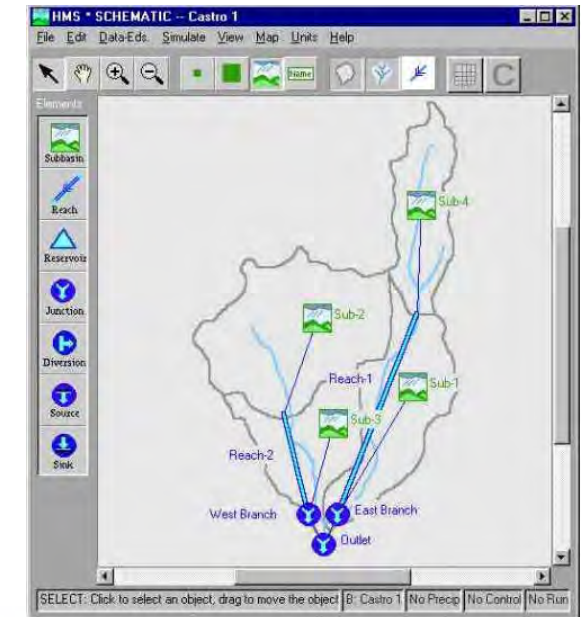 HMS * SCHEMATIC -- Castro 1
File Edit Data-Eds. Simulate View Map Units Help
Name
Elements
Subbasin
Reach
Reservoir
Junction
Diversion
Source
Sink
Sub-4
Sub-2
Reach-1
Sub-1
Sub-3
Reach-2
West Branch
East Branch
Outlet
SELECT: Click to select an object, drag to move the object B: Castro 1 No Precip No Control No Run